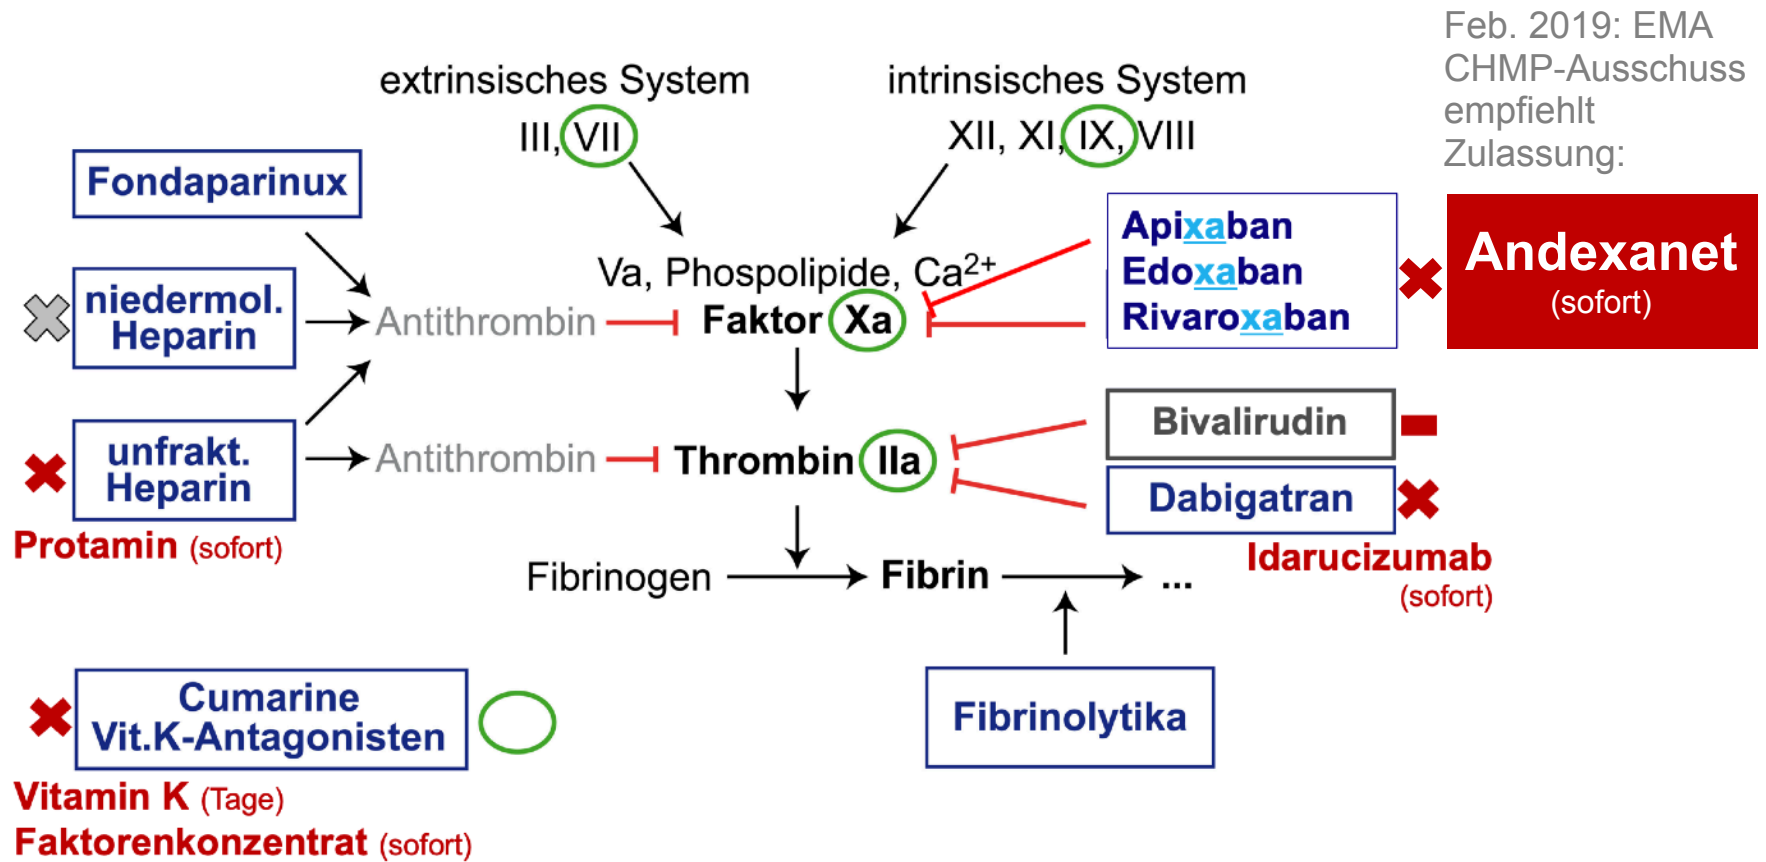 Feb. 2019: EMA
CHMP-Ausschuss
empfiehlt
Zulassung:
extrinsisches System
III, VII
intrinsisches System
XII, XI, IX, VIII
Fondaparinux
niedermol.
Heparin
unfrakt.
Heparin
Protamin (sofort)
Va, Phospolipide, Ca²⁺
Antithrombin
Faktor Xa
Apixaban
Edoxaban
Rivaroxaban
Andexanet
(sofort)
Antithrombin
Thrombin IIa
Bivalirudin
Dabigatran
Idarucizumab
(sofort)
Fibrinogen
Fibrin
...
Fibrinolytika
Cumarine
Vit.K-Antagonisten
Vitamin K (Tage)
Faktorenkonzentrat (sofort)